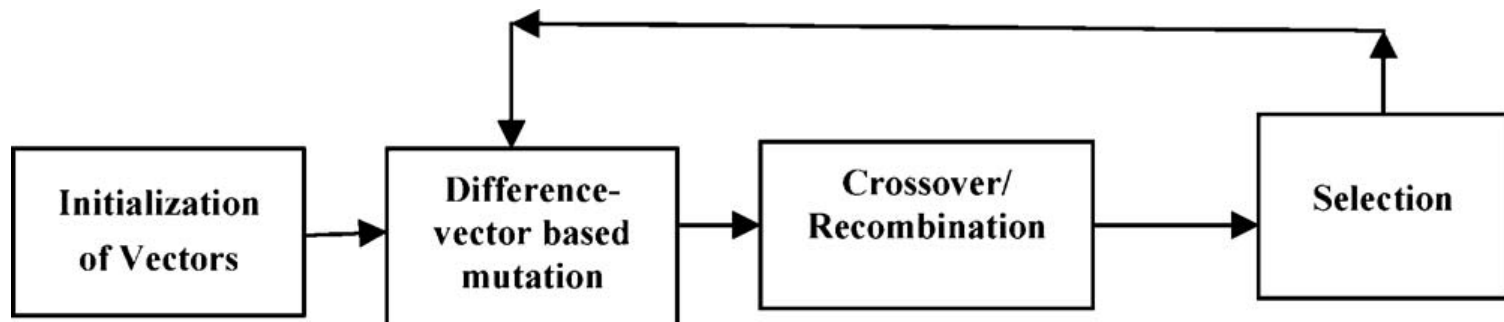 Initialization
of Vectors
Difference-
vector based
mutation
Crossover/
Recombination
Selection